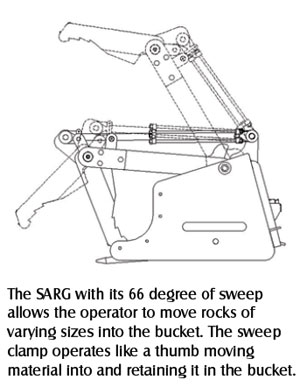 The SARG with its 66 degree of sweep
allows the operator to move rocks of
varying sizes into the bucket. The sweep
clamp operates like a thumb moving
material into and retaining it in the bucket.